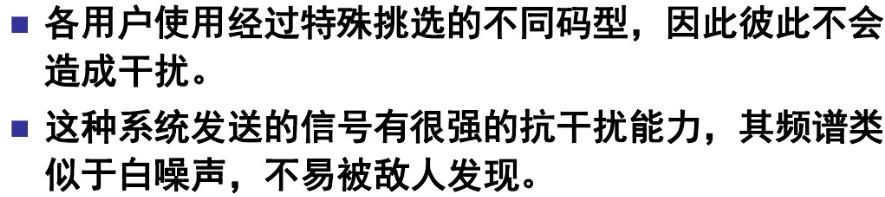 各用户使用经过特殊挑选的不同码型，因此彼此不会
造成干扰。
这种系统发送的信号有很强的抗干扰能力，其频谱类
似于白噪声，不易被敌人发现。